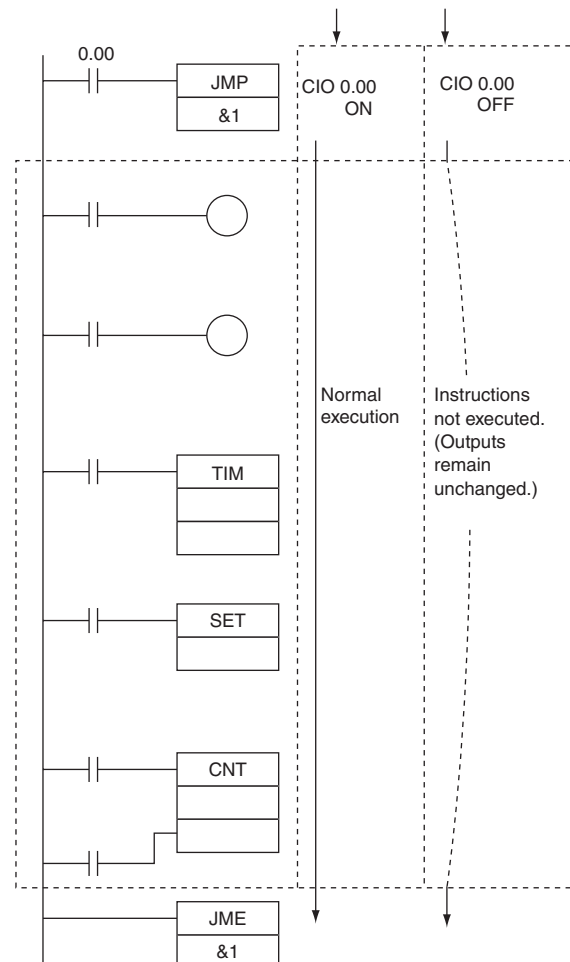 0.00
JMP
&1
CIO 0.00
ON
CIO 0.00
OFF
Normal
execution
Instructions
not executed.
(Outputs
remain
unchanged.)
TIM
SET
CNT
JME
&1